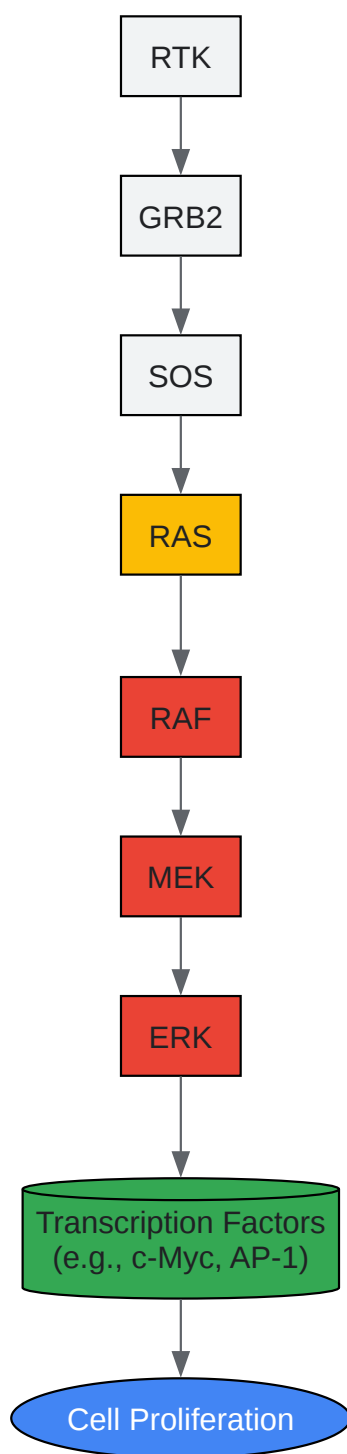 RTK
GRB2
SOS
RAS
RAF
MEK
ERK
Transcription Factors
(e.g., c-Myc, AP-1)
Cell Proliferation